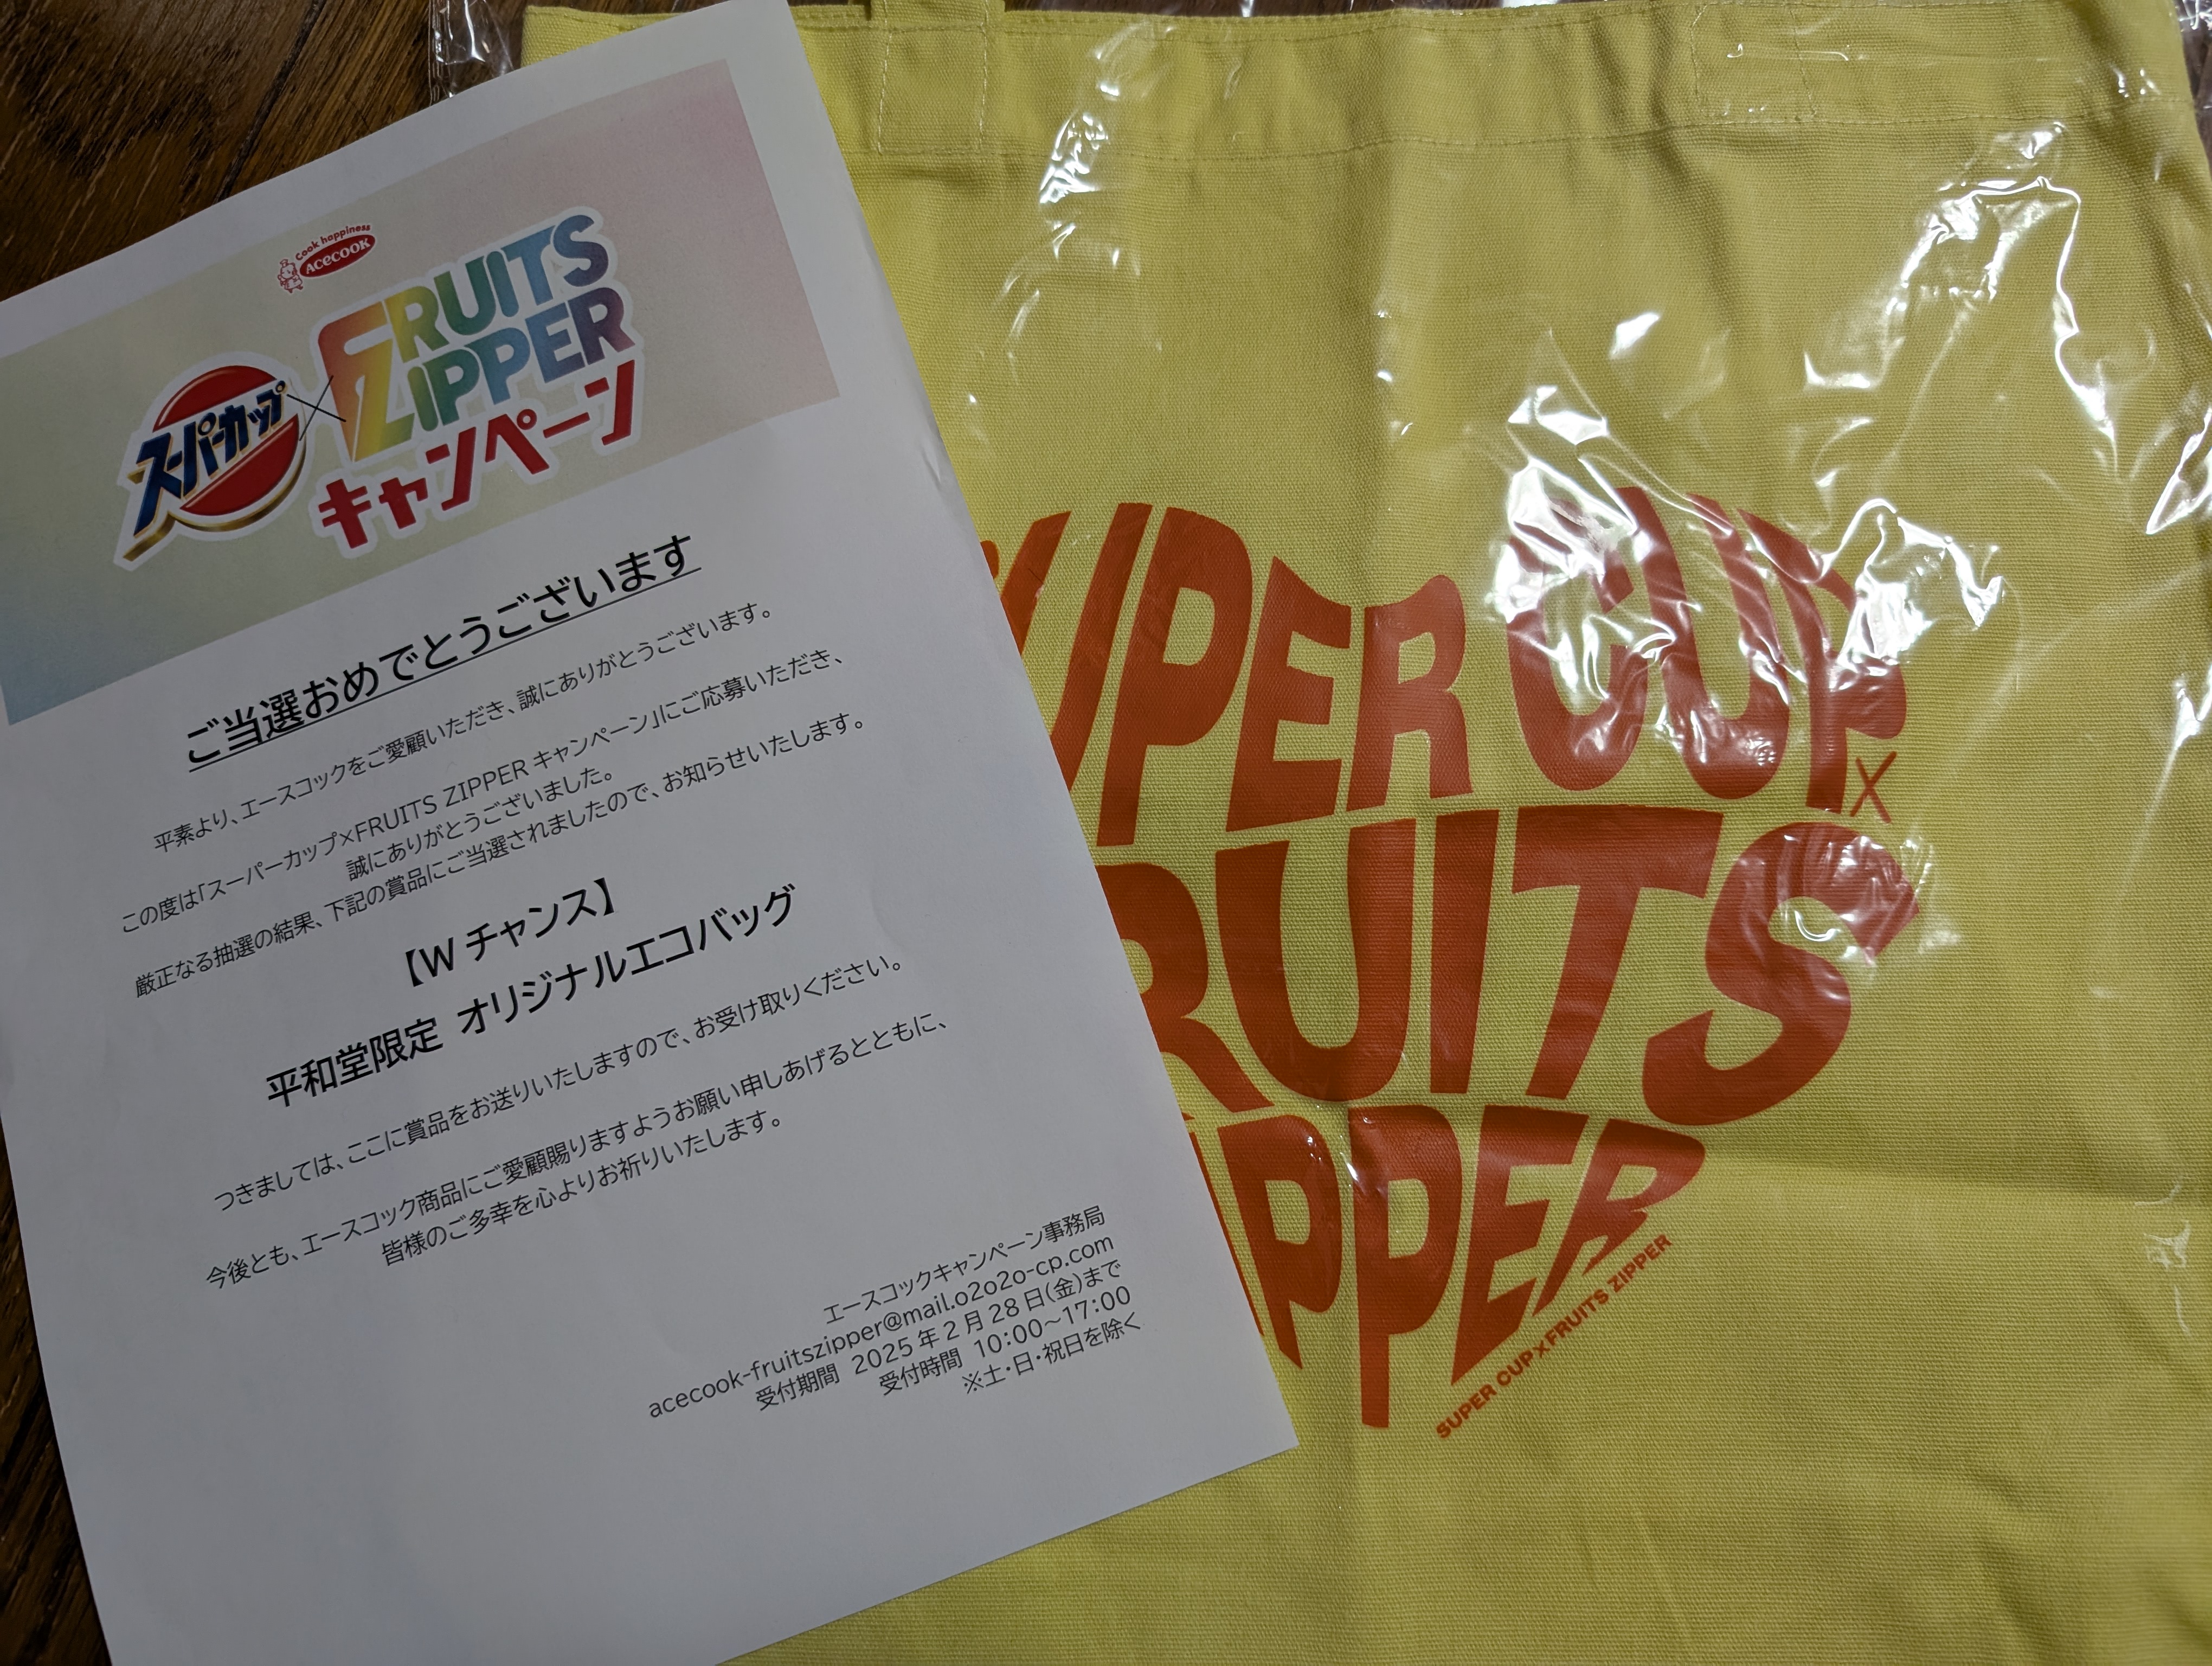 Cook happiness
Acecook
スーパーカップ
×
FRUITS
ZIPPER
キャンペーン
ご当選おめでとうございます
平素より、エースコックをご愛顧いただき、誠にありがとうございます。
この度は「スーパーカップ×FRUITS ZIPPER キャンペーン」にご応募いただき、
誠にありがとうございました。
厳正なる抽選の結果、下記の賞品にご当選されましたので、お知らせいたします。
【W チャンス】
平和堂限定 オリジナルエコバッグ
つきましては、ここに賞品をお送りいたしますので、お受け取りください。
今後とも、エースコック商品にご愛顧賜りますようお願い申しあげるとともに、
皆様のご多幸を心よりお祈りいたします。
エースコックキャンペーン事務局
acecook-fruitszipper@mail.o2o2o-cp.com
受付期間 2025 年 2 月 28 日(金)まで
受付時間 10:00~17:00
※土・日・祝日を除く
UPER CUP
×
RUITS
IPPER
SUPER CUP×FRUITS ZIPPER